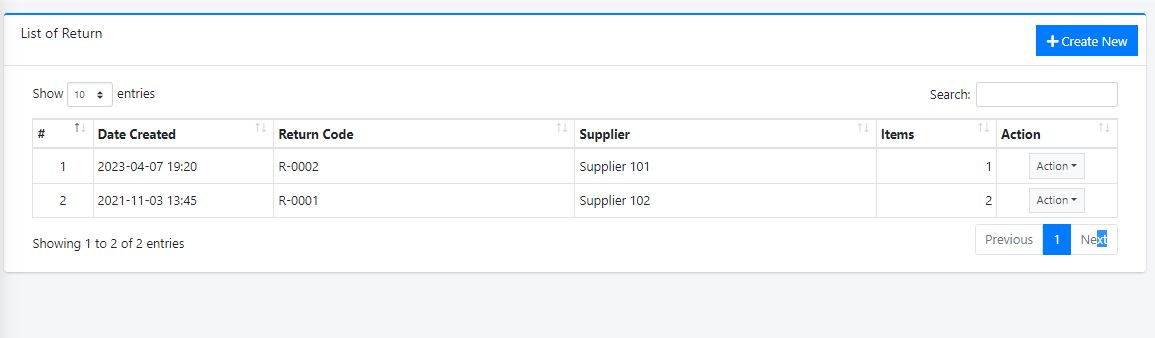 List of Return
Create New
Show 10 entries
Search:
# Date Created Return Code Supplier Items Action
1 2023-04-07 19:20 R-0002 Supplier 101 1 Action
2 2021-11-03 13:45 R-0001 Supplier 102 2 Action
Showing 1 to 2 of 2 entries
Previous 1 Next